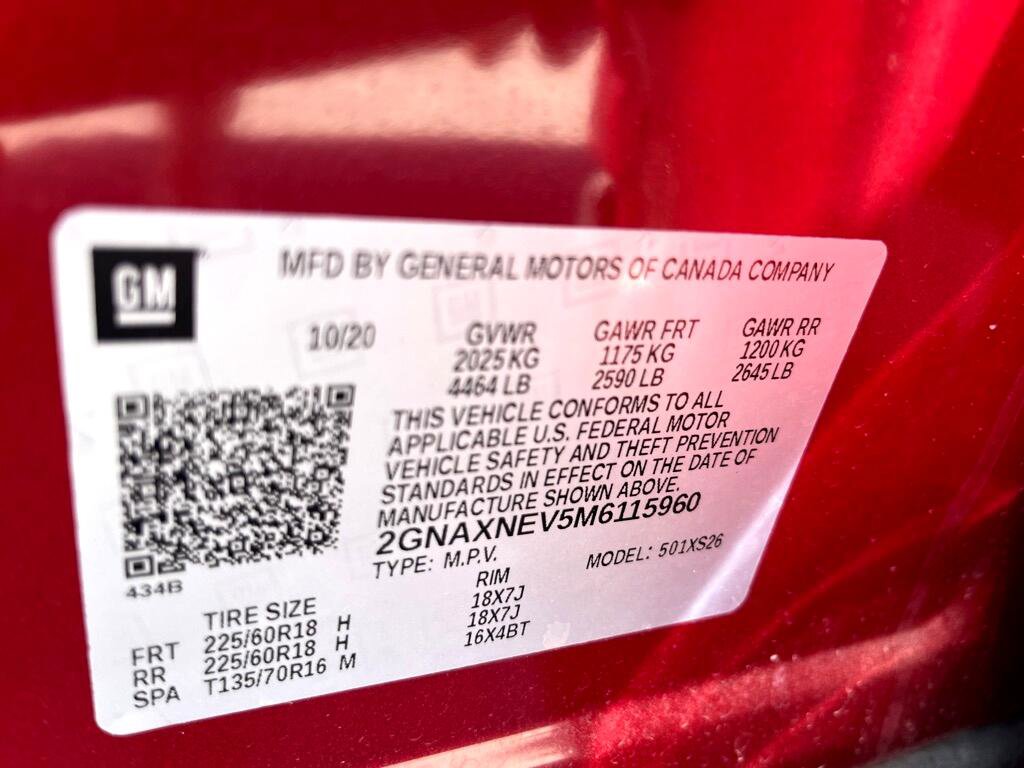 GM
MFD BY GENERAL MOTORS OF CANADA COMPANY
10/20 GVWR GAWR FRT GAWR RR
2025 KG 1175 KG 1200 KG
4464 LB 2590 LB 2645 LB
THIS VEHICLE CONFORMS TO ALL
APPLICABLE U.S. FEDERAL MOTOR
VEHICLE SAFETY AND THEFT PREVENTION
STANDARDS IN EFFECT ON THE DATE OF
MANUFACTURE SHOWN ABOVE.
2GNAXNEV5M6115960
TYPE: M.P.V. MODEL: 501XS26
434B
TIRE SIZE RIM
FRT 225/60R18 H 18X7J
RR 225/60R18 H 18X7J
SPA T135/70R16 M 16X4BT